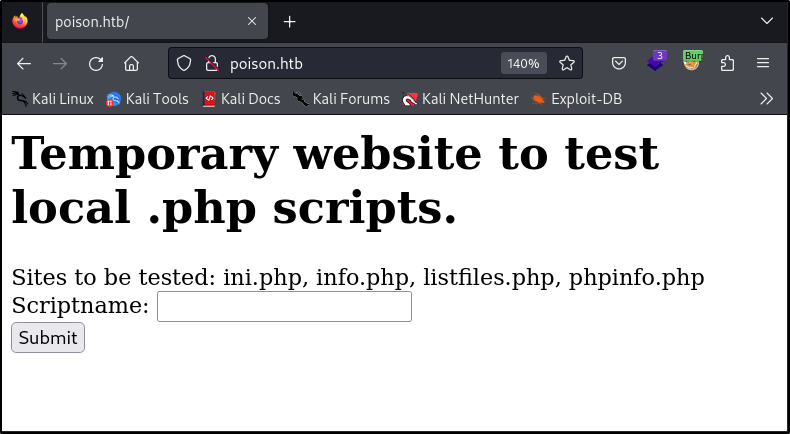 poison.htb/
poison.htb 140% 3 Burr
Kali Linux Kali Tools Kali Docs Kali Forums Kali NetHunter Exploit-DB
Temporary website to test
local .php scripts.
Sites to be tested: ini.php, info.php, listfiles.php, phpinfo.php
Scriptname:
Submit